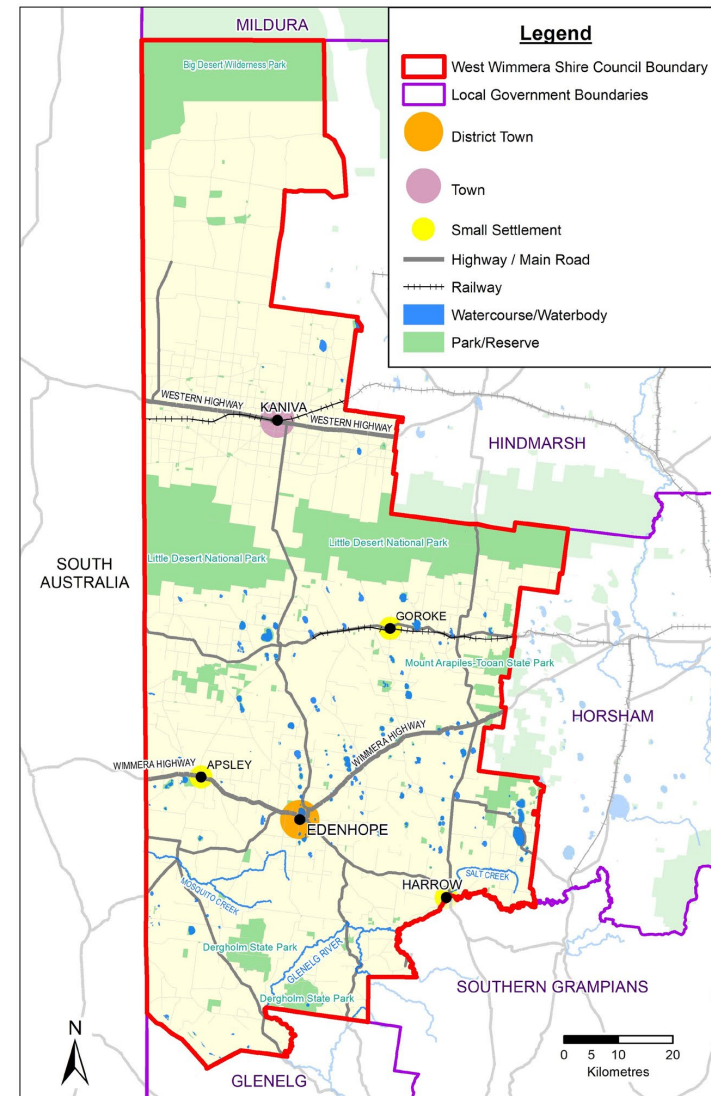 MILDURA
Big Desert Wilderness Park
Legend
West Wimmera Shire Council Boundary
Local Government Boundaries
District Town
Town
Small Settlement
Highway / Main Road
Railway
Watercourse/Waterbody
Park/Reserve
WESTERN HIGHWAY
KANIVA
WESTERN HIGHWAY
HINDMARSH
SOUTH
AUSTRALIA
Little Desert National Park
Little Desert National Park
GOROKE
Mount Arapiles-Tooan State Park
HORSHAM
WIMMERA HIGHWAY
WIMMERA HIGHWAY
APSLEY
EDENHOPE
HARROW
SALT CREEK
MOSQUITO CREEK
Dergholm State Park
GLENELG RIVER
Dergholm State Park
SOUTHERN GRAMPIANS
N
GLENELG
0 5 10 20
Kilometres